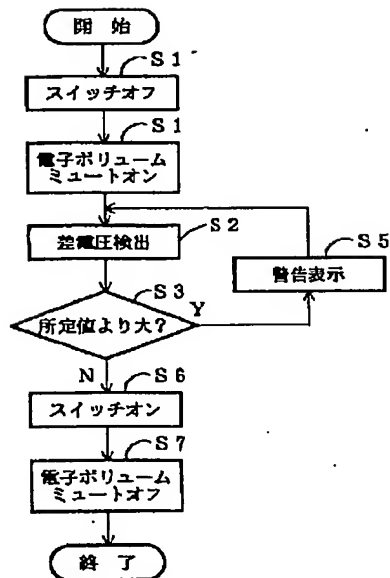 開 始
S1
スイッチオフ
S1
電子ボリューム
ミュートオン
S2
差電圧検出
S5
警告表示
S3
所定値より大?
Y
N
S6
スイッチオン
S7
電子ボリューム
ミュートオフ
終 了